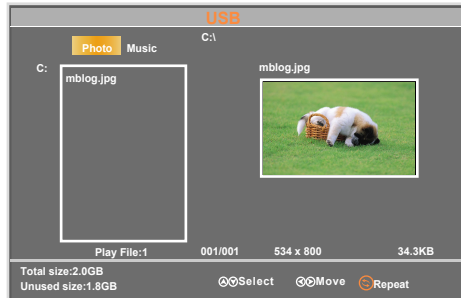 USB
Photo Music
C:\
C:
mblog.jpg
mblog.jpg
Play File:1
001/001 534 x 800 34.3KB
Total size:2.0GB
Unused size:1.8GB
Select Move Repeat